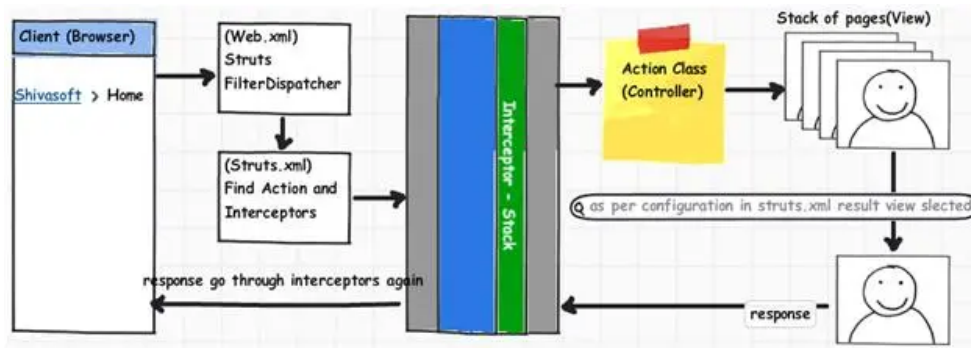 Client (Browser)
Shivasoft > Home
(Web.xml)
Struts
FilterDispatcher
(Struts.xml)
Find Action and
Interceptors
Interceptor - Stack
Action Class
(Controller)
Stack of pages(View)
as per configuration in struts.xml result view slected
response
response go through interceptors again